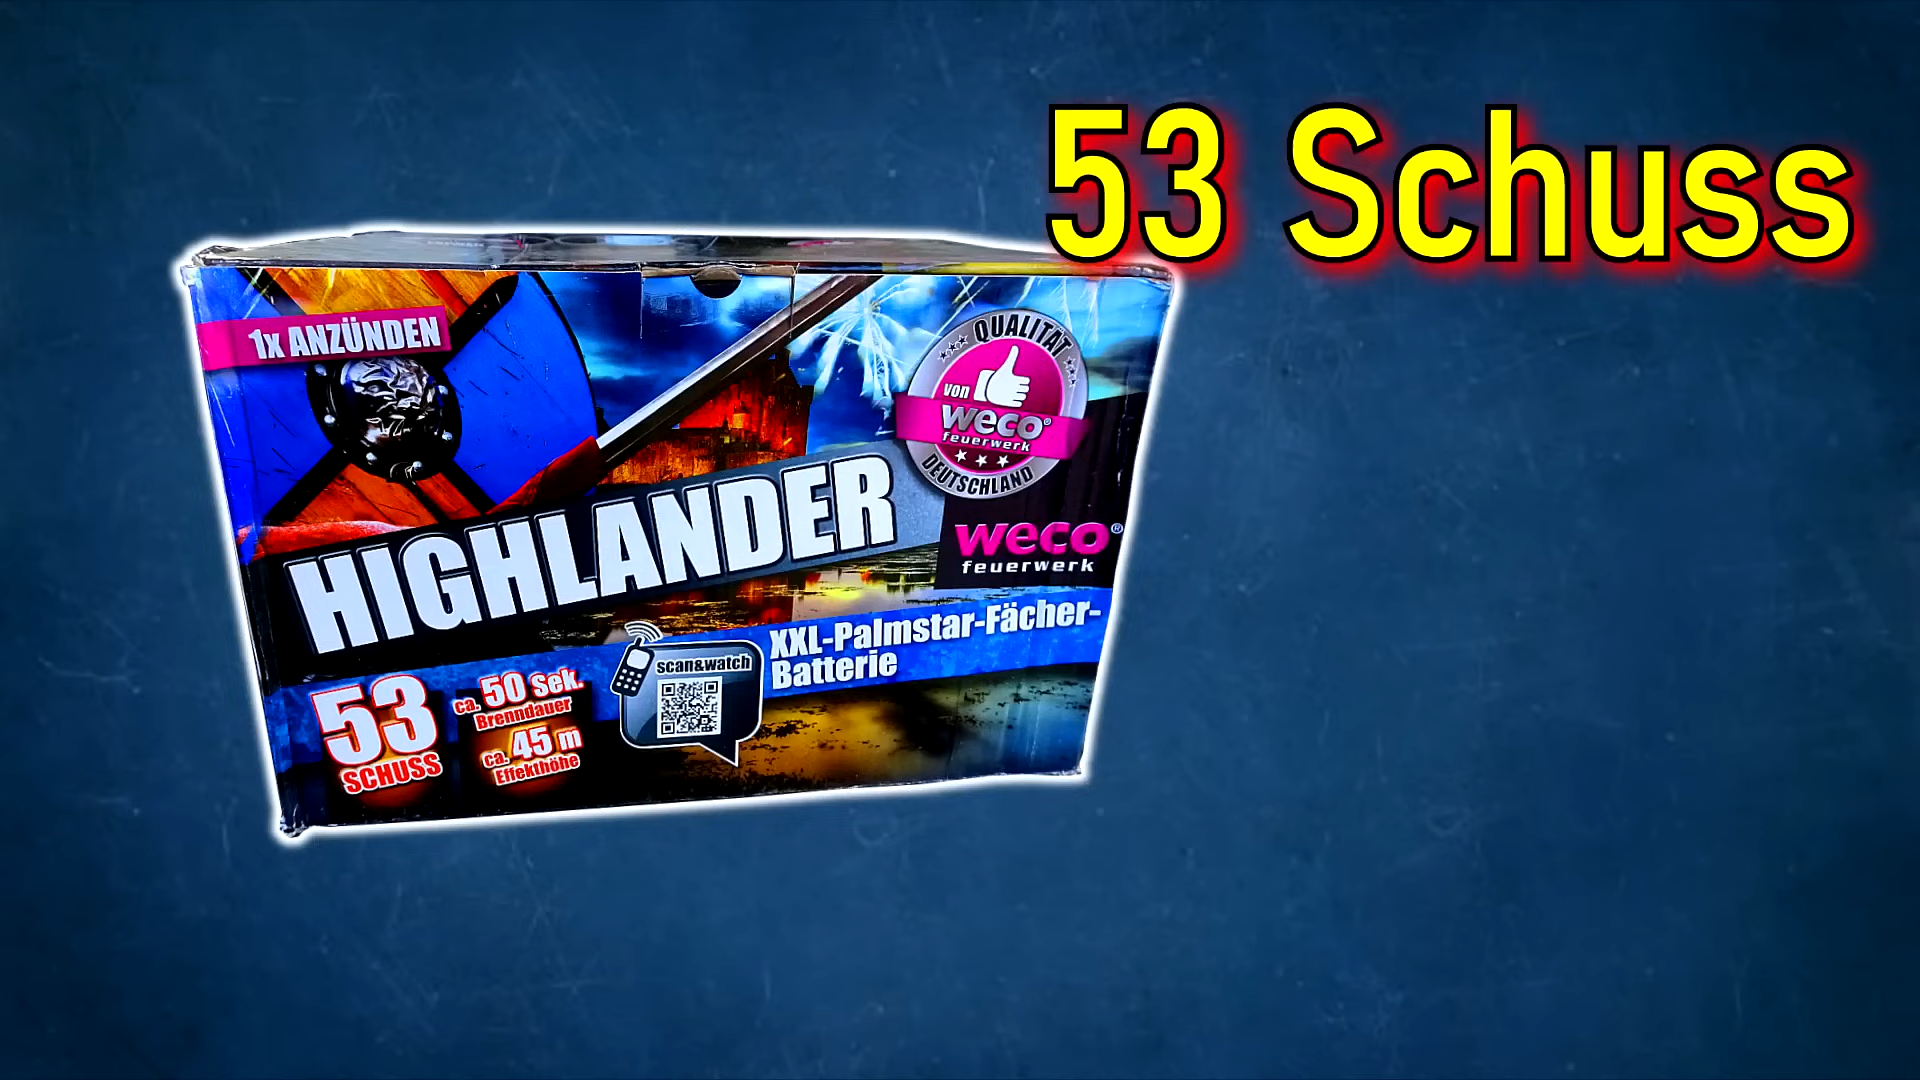 53 Schuss
1x ANZÜNDEN
QUALITÄT
von
weco®
feuerwerk
DEUTSCHLAND
HIGHLANDER
weco®
feuerwerk
XXL-Palmstar-Fächer-
Batterie
scan&watch
53
SCHUSS
ca. 50 sek.
Brenndauer
ca. 45 m
Effekthöhe